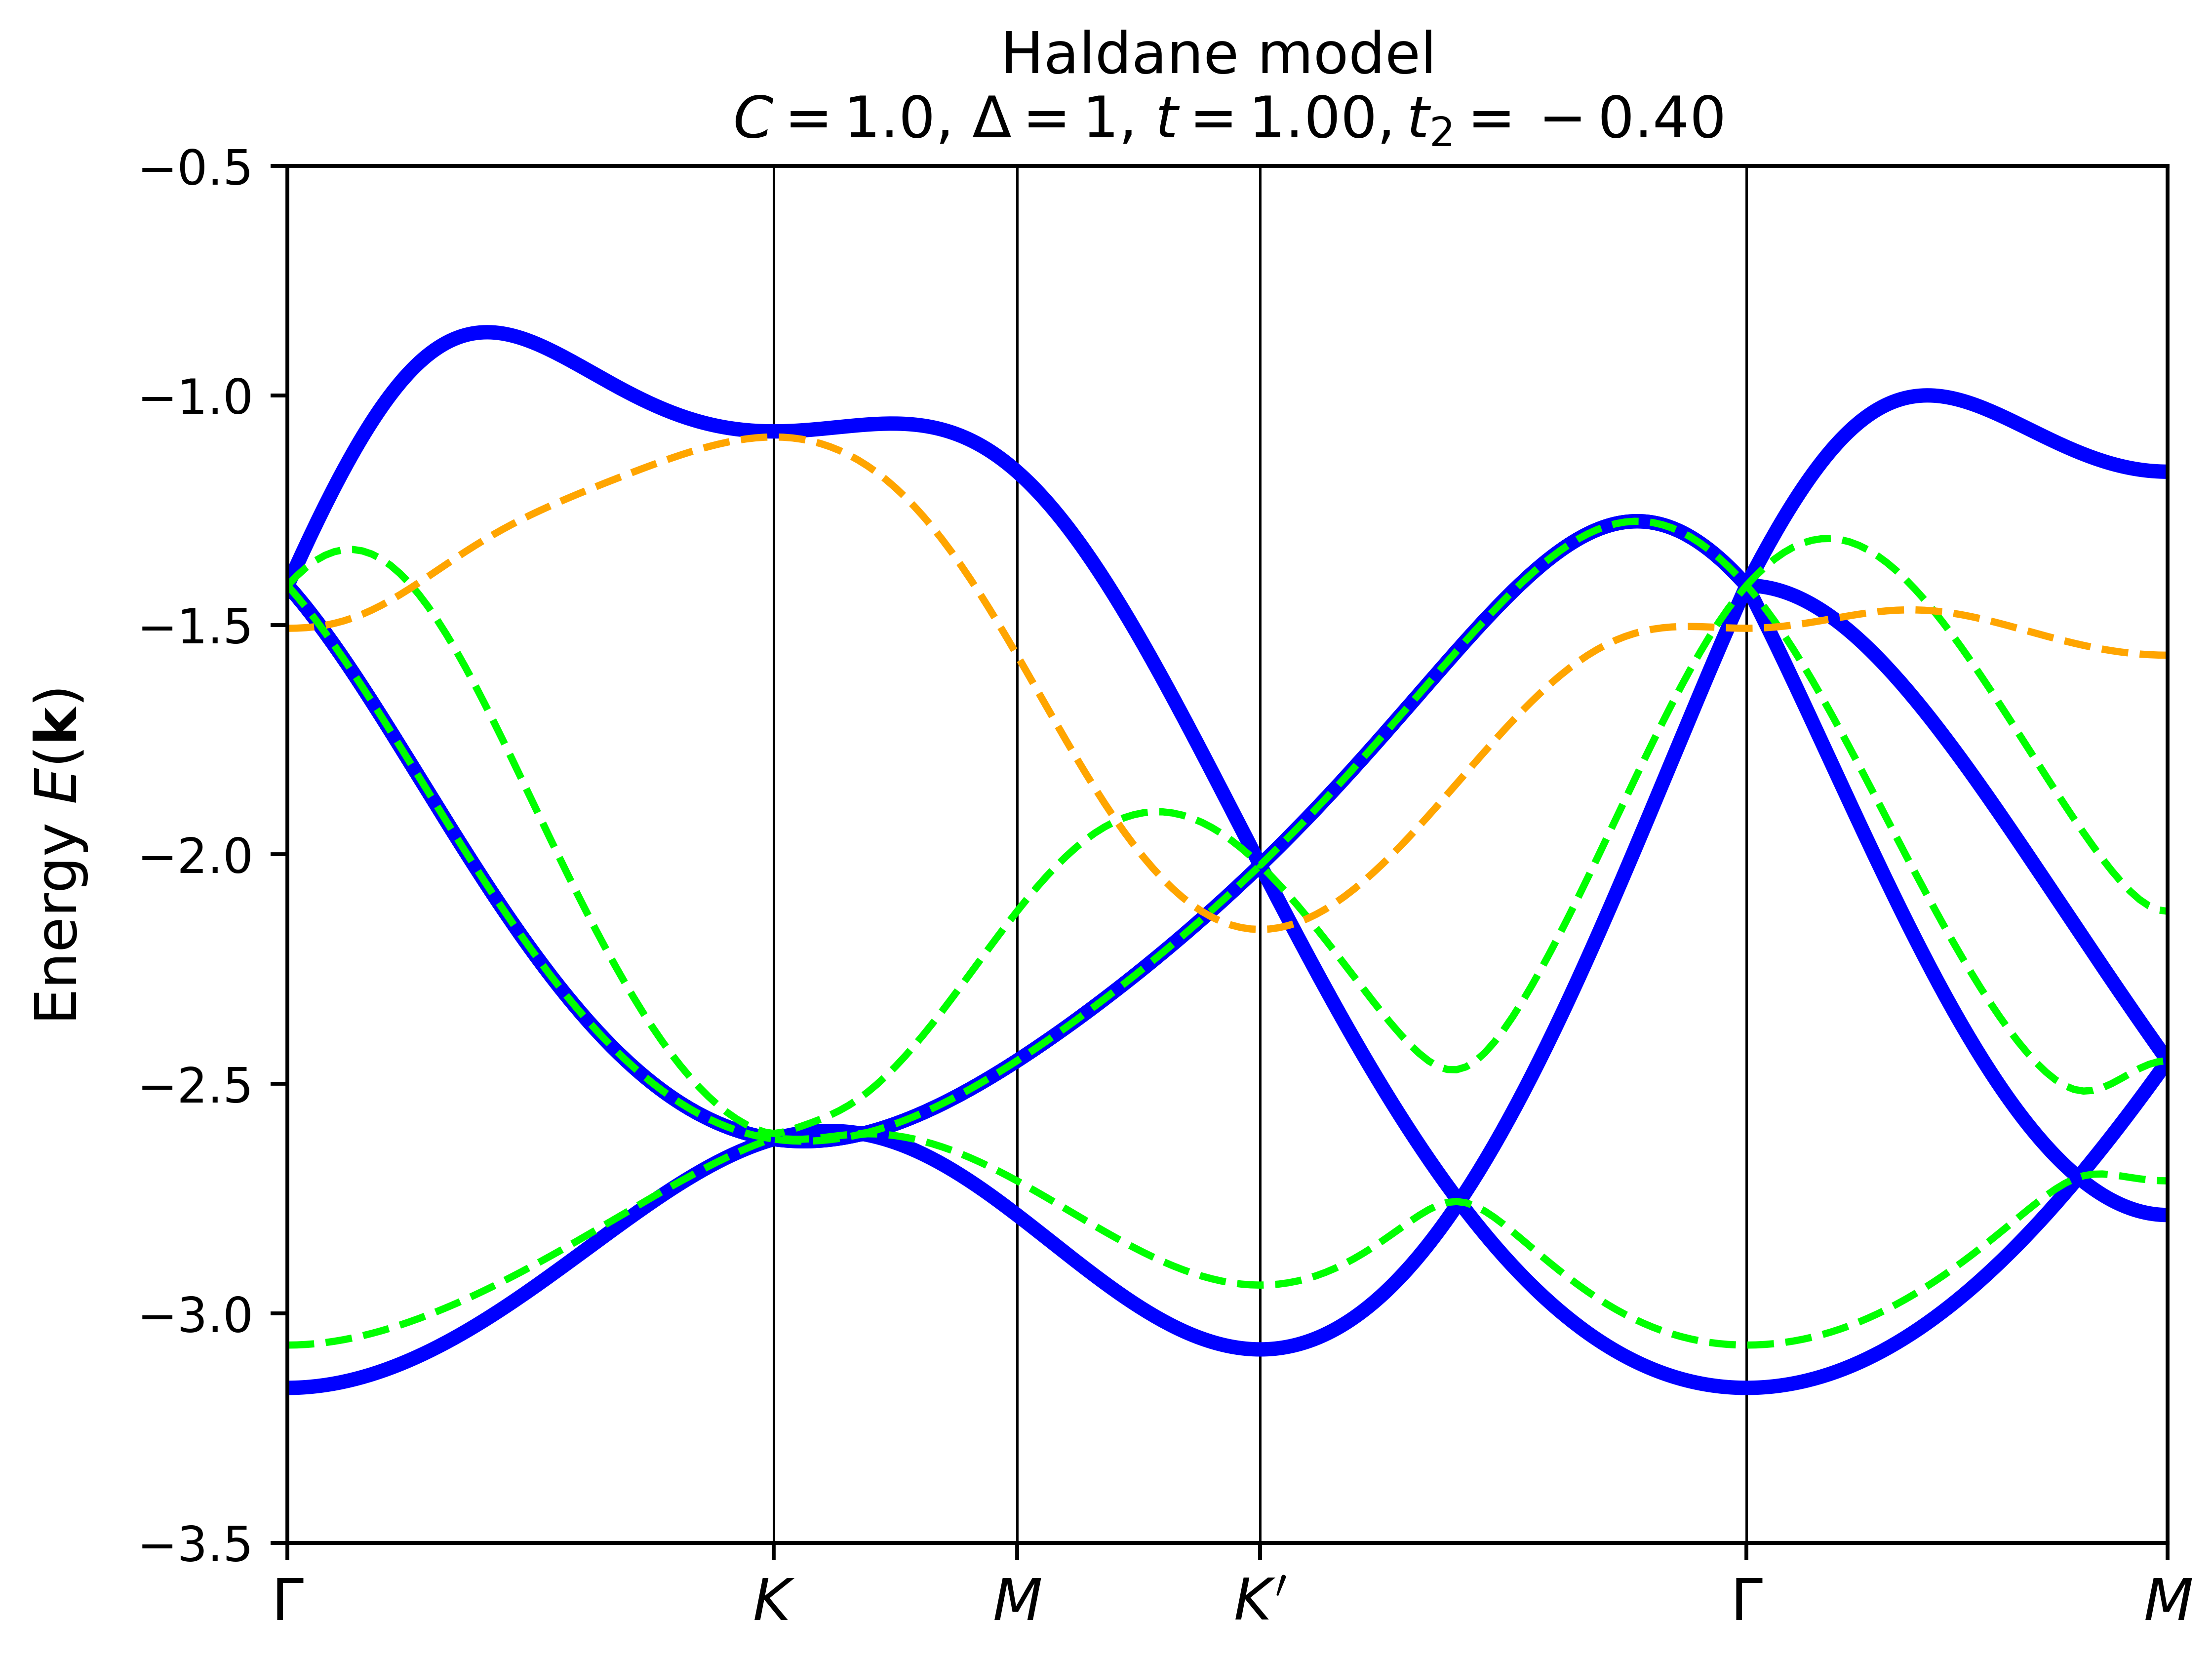 Haldane model
C = 1.0, Δ = 1, t = 1.00, t₂ = −0.40
Energy E(k)
−0.5
−1.0
−1.5
−2.0
−2.5
−3.0
−3.5
Γ K M K′ Γ M